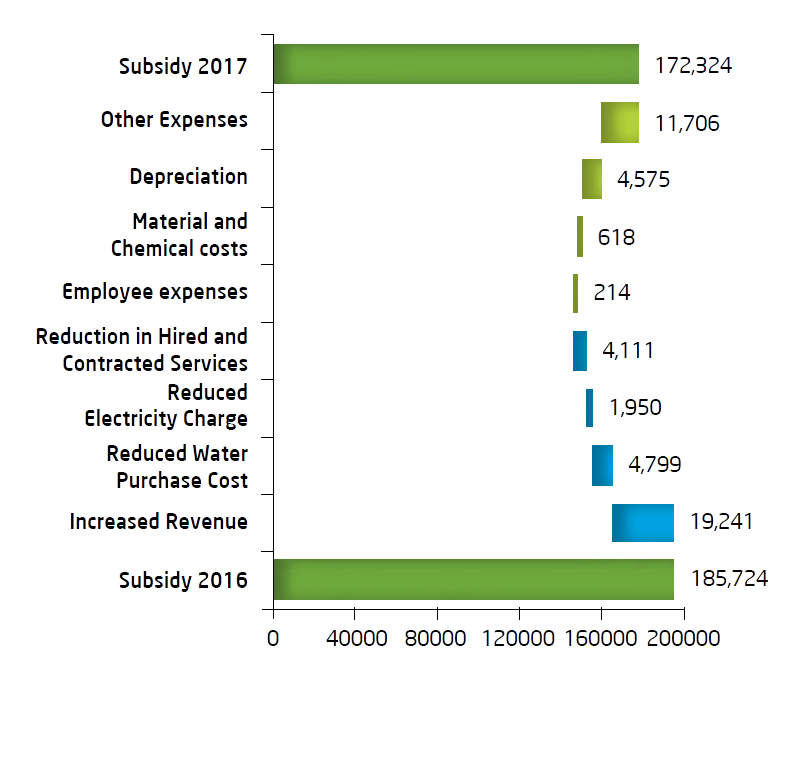 Subsidy 2017
172,324
Other Expenses
11,706
Depreciation
4,575
Material and
Chemical costs
618
Employee expenses
214
Reduction in Hired and
Contracted Services
4,111
Reduced
Electricity Charge
1,950
Reduced Water
Purchase Cost
4,799
Increased Revenue
19,241
Subsidy 2016
185,724
0 40000 80000 120000 160000 200000